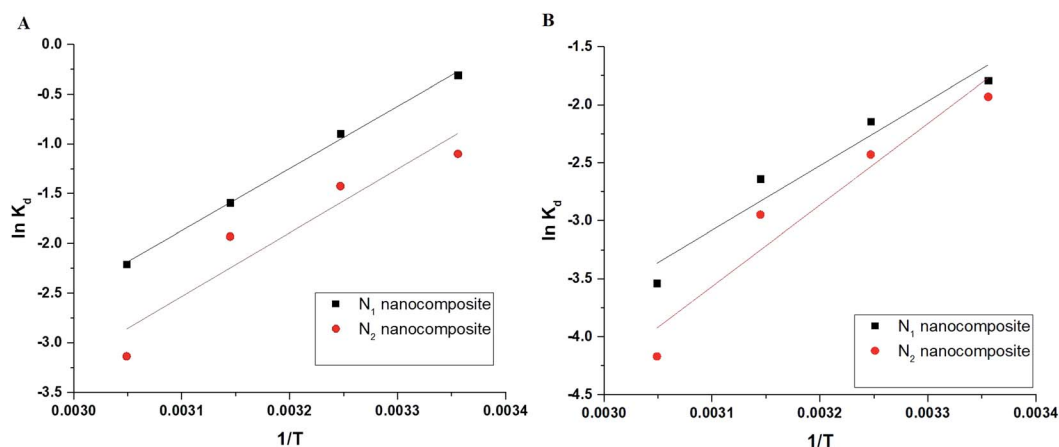 A
0.0
-0.5
-1.0
-1.5
-2.0
-2.5
-3.0
-3.5
ln K_d
N₁ nanocomposite
N₂ nanocomposite
0.0030 0.0031 0.0032 0.0033 0.0034
1/T
B
-1.5
-2.0
-2.5
-3.0
-3.5
-4.0
-4.5
ln K_d
N₁ nanocomposite
N₂ nanocomposite
0.0030 0.0031 0.0032 0.0033 0.0034
1/T